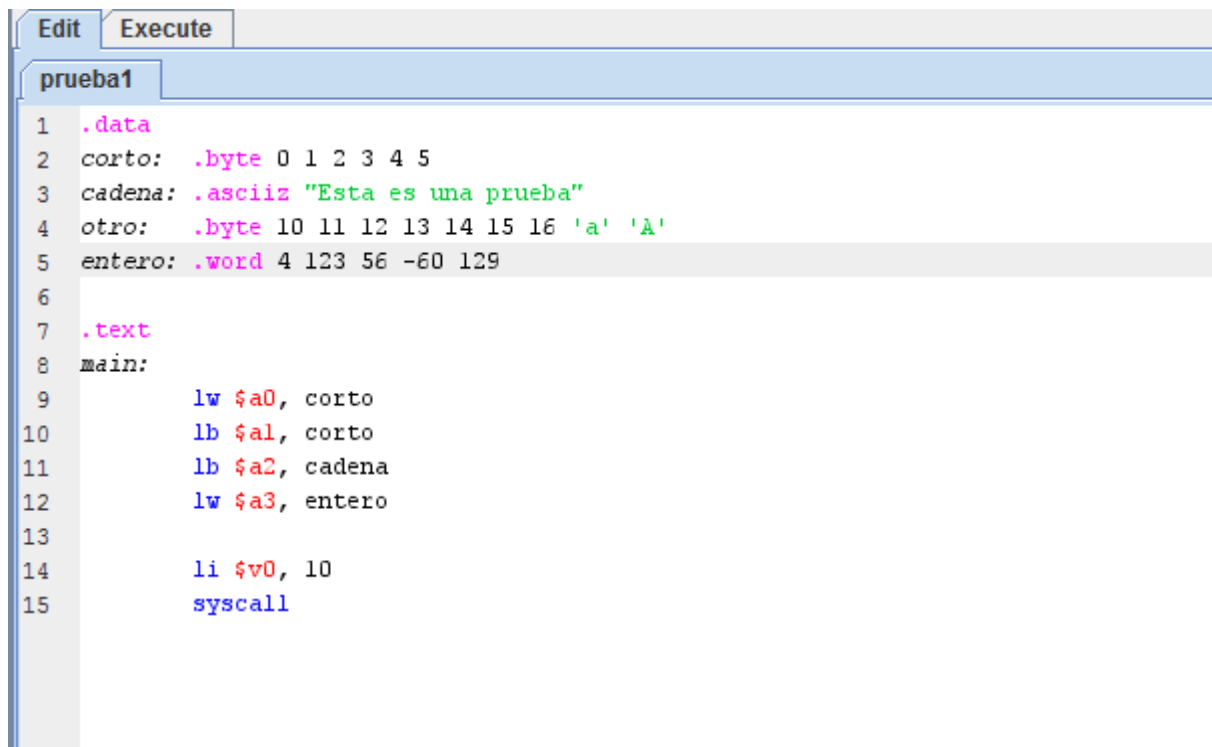 Edit Execute
prueba1
1 .data
2 corto: .byte 0 1 2 3 4 5
3 cadena: .asciiz "Esta es una prueba"
4 otro: .byte 10 11 12 13 14 15 16 'a' 'A'
5 entero: .word 4 123 56 -60 129
6
7 .text
8 main:
9 lw $a0, corto
10 lb $a1, corto
11 lb $a2, cadena
12 lw $a3, entero
13
14 li $v0, 10
15 syscall